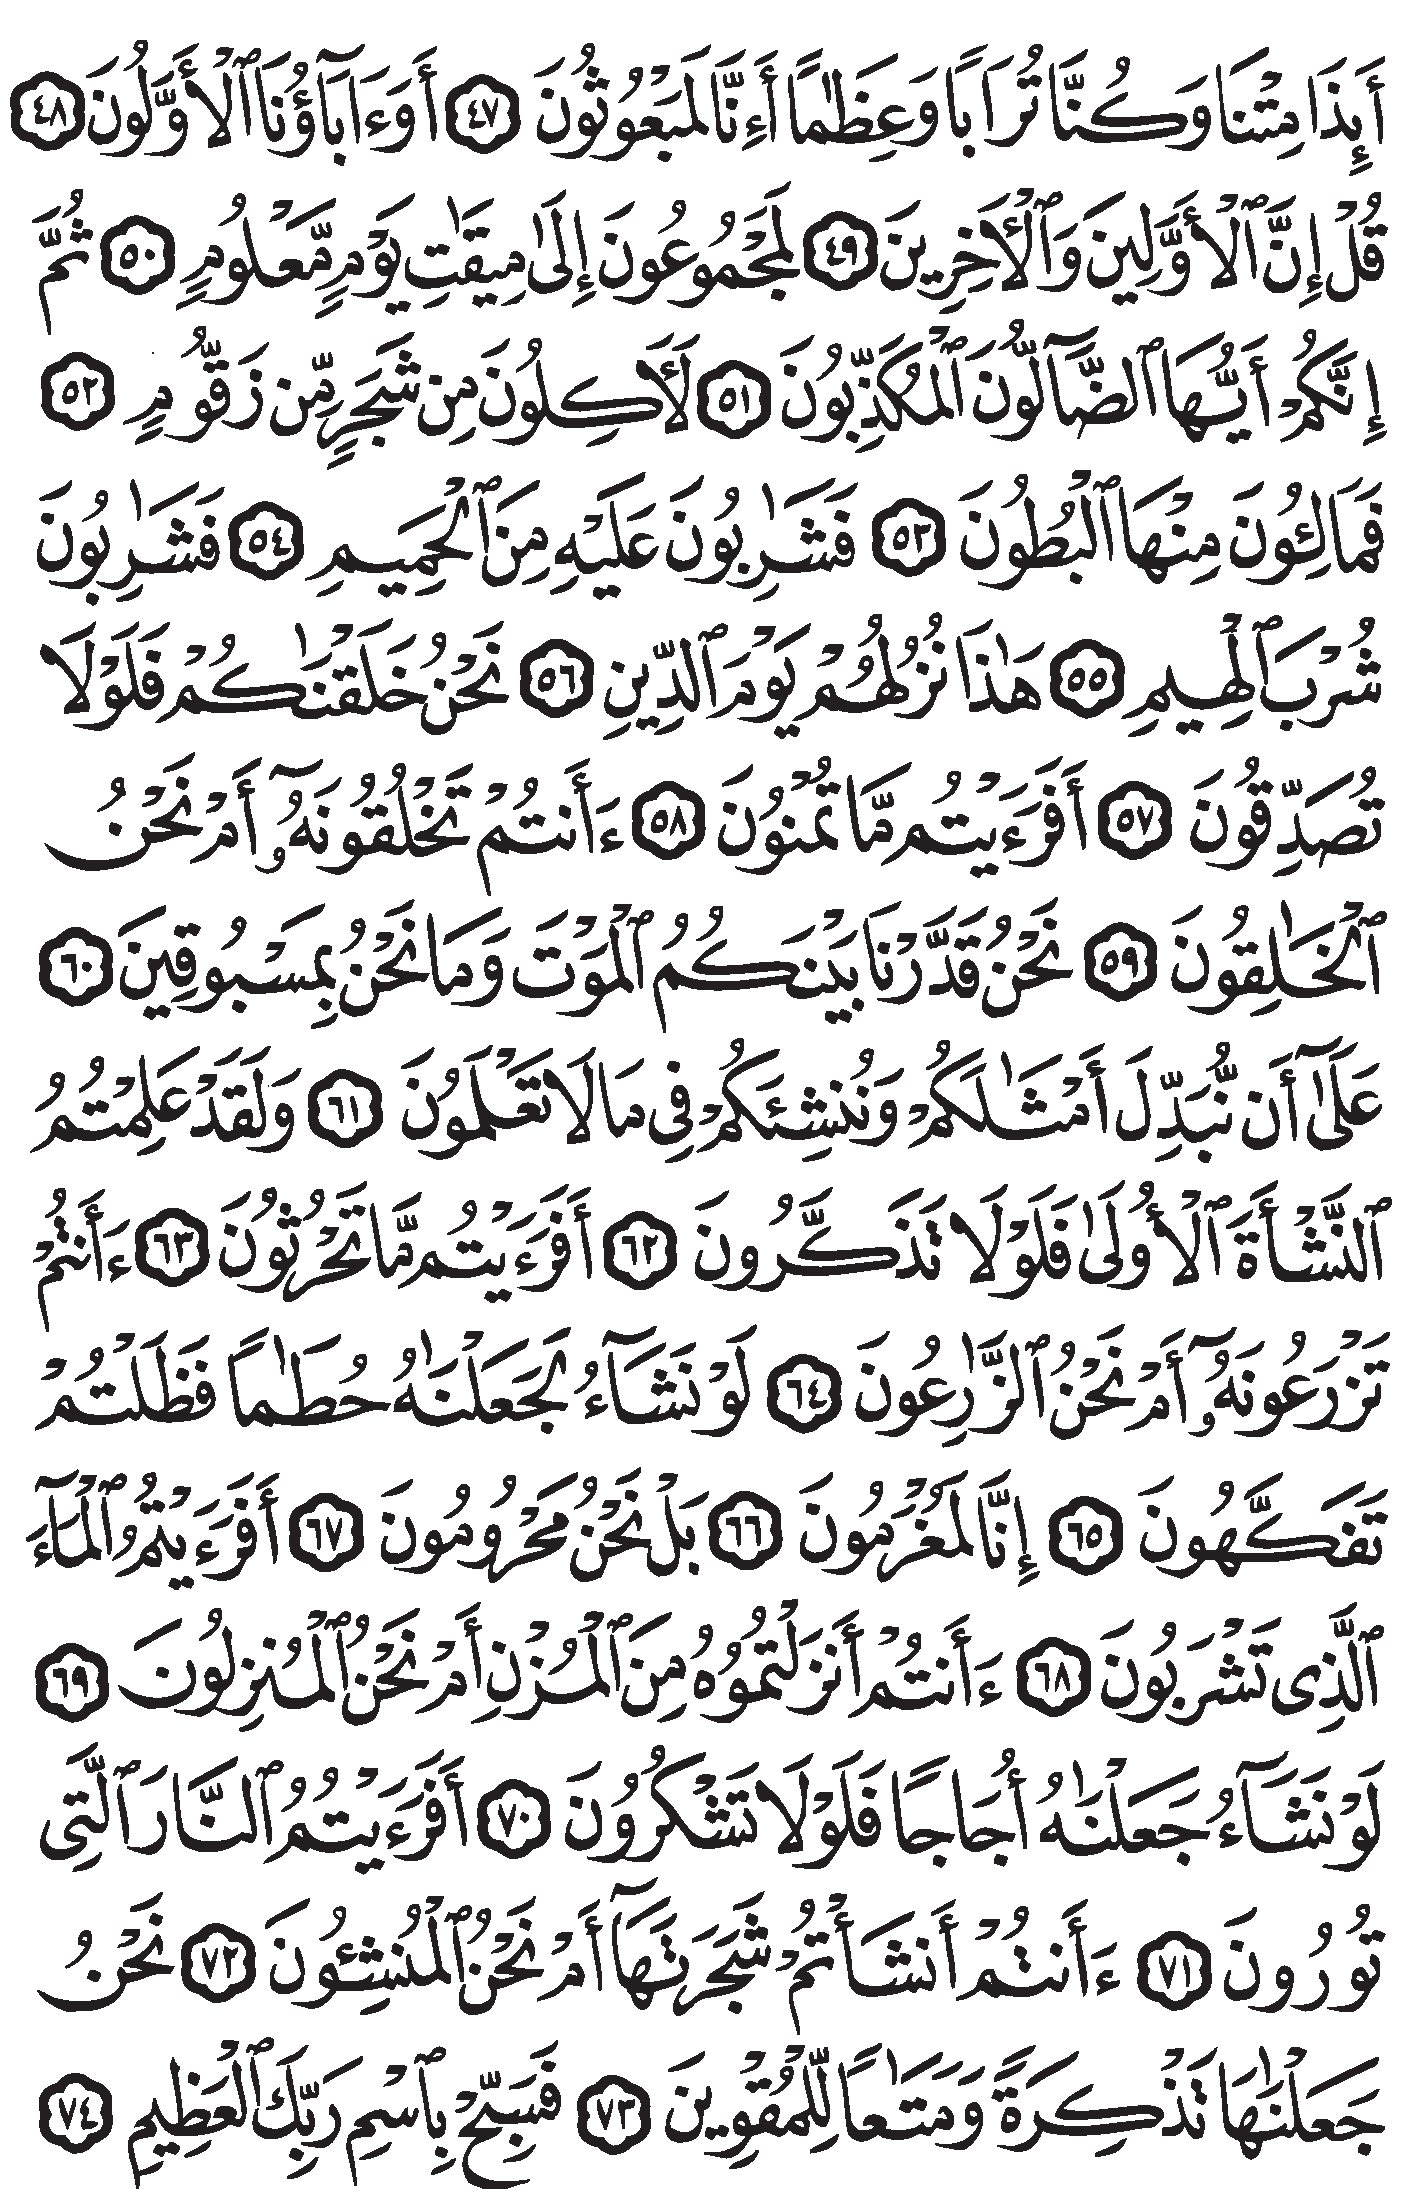 أَئِذَا مِتْنَا وَكُنَّا تُرَابًا وَعِظَٰمًا أَءِنَّا لَمَبْعُوثُونَ ٤٧ أَوَءَابَآؤُنَا ٱلْأَوَّلُونَ ٤٨
قُلْ إِنَّ ٱلْأَوَّلِينَ وَٱلْأٓخِرِينَ ٤٩ لَمَجْمُوعُونَ إِلَىٰ مِيقَٰتِ يَوْمٍ مَّعْلُومٍ ٥٠ ثُمَّ
إِنَّكُمْ أَيُّهَا ٱلضَّآلُّونَ ٱلْمُكَذِّبُونَ ٥١ لَأٓكِلُونَ مِن شَجَرٍ مِّن زَقُّومٍ ٥٢
فَمَالِـُٔونَ مِنْهَا ٱلْبُطُونَ ٥٣ فَشَٰرِبُونَ عَلَيْهِ مِنَ ٱلْحَمِيمِ ٥٤ فَشَٰرِبُونَ
شُرْبَ ٱلْهِيمِ ٥٥ هَٰذَا نُزُلُهُمْ يَوْمَ ٱلدِّينِ ٥٦ نَحْنُ خَلَقْنَٰكُمْ فَلَوْلَا
تُصَدِّقُونَ ٥٧ أَفَرَءَيْتُم مَّا تُمْنُونَ ٥٨ ءَأَنتُمْ تَخْلُقُونَهُۥٓ أَمْ نَحْنُ
ٱلْخَٰلِقُونَ ٥٩ نَحْنُ قَدَّرْنَا بَيْنَكُمُ ٱلْمَوْتَ وَمَا نَحْنُ بِمَسْبُوقِينَ ٦٠
عَلَىٰٓ أَن نُّبَدِّلَ أَمْثَٰلَكُمْ وَنُنشِئَكُمْ فِى مَا لَا تَعْلَمُونَ ٦١ وَلَقَدْ عَلِمْتُمُ
ٱلنَّشْأَةَ ٱلْأُولَىٰ فَلَوْلَا تَذَكَّرُونَ ٦٢ أَفَرَءَيْتُم مَّا تَحْرُثُونَ ٦٣ ءَأَنتُمْ
تَزْرَعُونَهُۥٓ أَمْ نَحْنُ ٱلزَّٰرِعُونَ ٦٤ لَوْ نَشَآءُ لَجَعَلْنَٰهُ حُطَٰمًا فَظَلْتُمْ
تَفَكَّهُونَ ٦٥ إِنَّا لَمُغْرَمُونَ ٦٦ بَلْ نَحْنُ مَحْرُومُونَ ٦٧ أَفَرَءَيْتُمُ ٱلْمَآءَ
ٱلَّذِى تَشْرَبُونَ ٦٨ ءَأَنتُمْ أَنزَلْتُمُوهُ مِنَ ٱلْمُزْنِ أَمْ نَحْنُ ٱلْمُنزِلُونَ ٦٩
لَوْ نَشَآءُ جَعَلْنَٰهُ أُجَاجًا فَلَوْلَا تَشْكُرُونَ ٧٠ أَفَرَءَيْتُمُ ٱلنَّارَ ٱلَّتِى
تُورُونَ ٧١ ءَأَنتُمْ أَنشَأْتُمْ شَجَرَتَهَآ أَمْ نَحْنُ ٱلْمُنشِـُٔونَ ٧٢ نَحْنُ
جَعَلْنَٰهَا تَذْكِرَةً وَمَتَٰعًا لِّلْمُقْوِينَ ٧٣ فَسَبِّحْ بِٱسْمِ رَبِّكَ ٱلْعَظِيمِ ٧٤